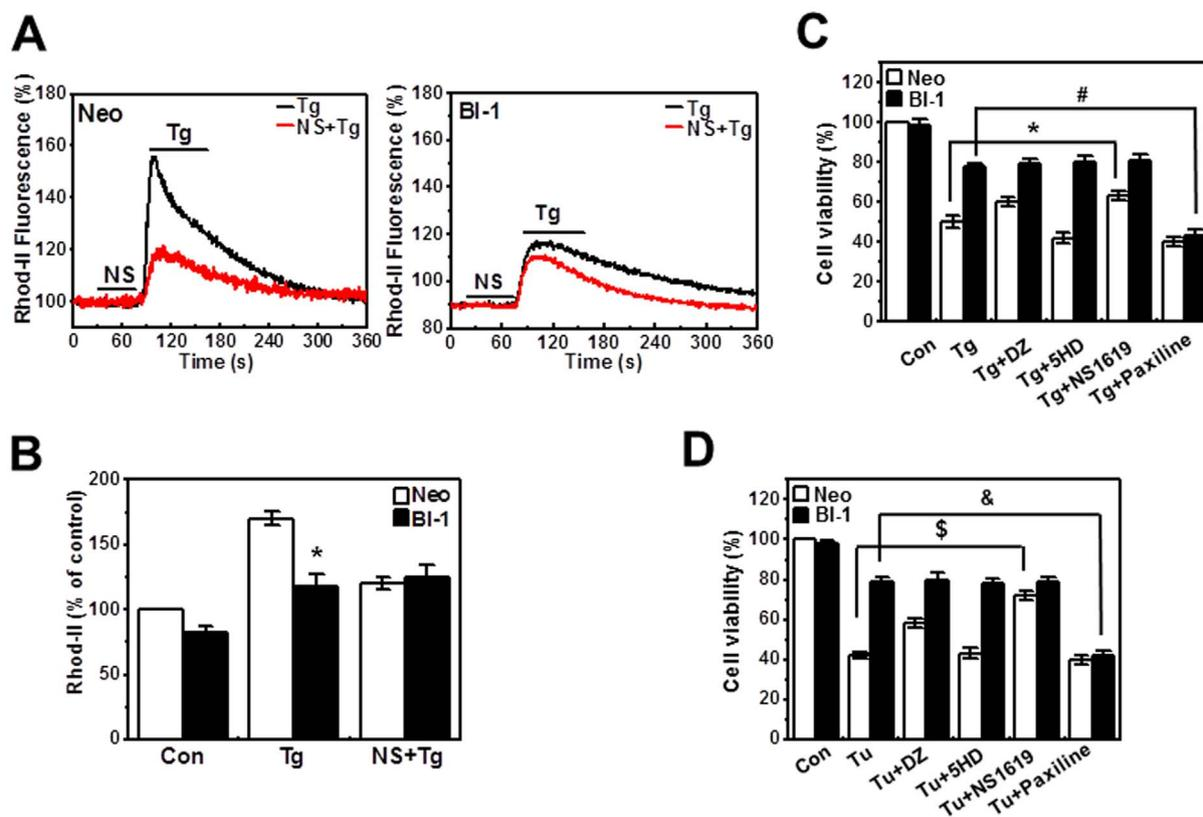 A
Rhod-II Fluorescence (%)
180
160
140
120
100
Neo
Tg
NS+Tg
Tg
NS
0 60 120 180 240 300 360
Time (s)
Rhod-II Fluorescence (%)
180
160
140
120
100
80
BI-1
Tg
NS+Tg
Tg
NS
0 60 120 180 240 300 360
Time (s)
B
Rhod-II (% of control)
200
150
100
50
0
Neo
BI-1
*
Con Tg NS+Tg
C
Cell viability (%)
120
100
80
60
40
20
0
Neo
BI-1
#
*
Con Tg Tg+DZ Tg+5HD Tg+NS1619 Tg+Paxiline
D
Cell viability (%)
120
100
80
60
40
20
0
Neo
BI-1
&
$
Con Tu Tu+DZ Tu+5HD Tu+NS1619 Tu+Paxiline